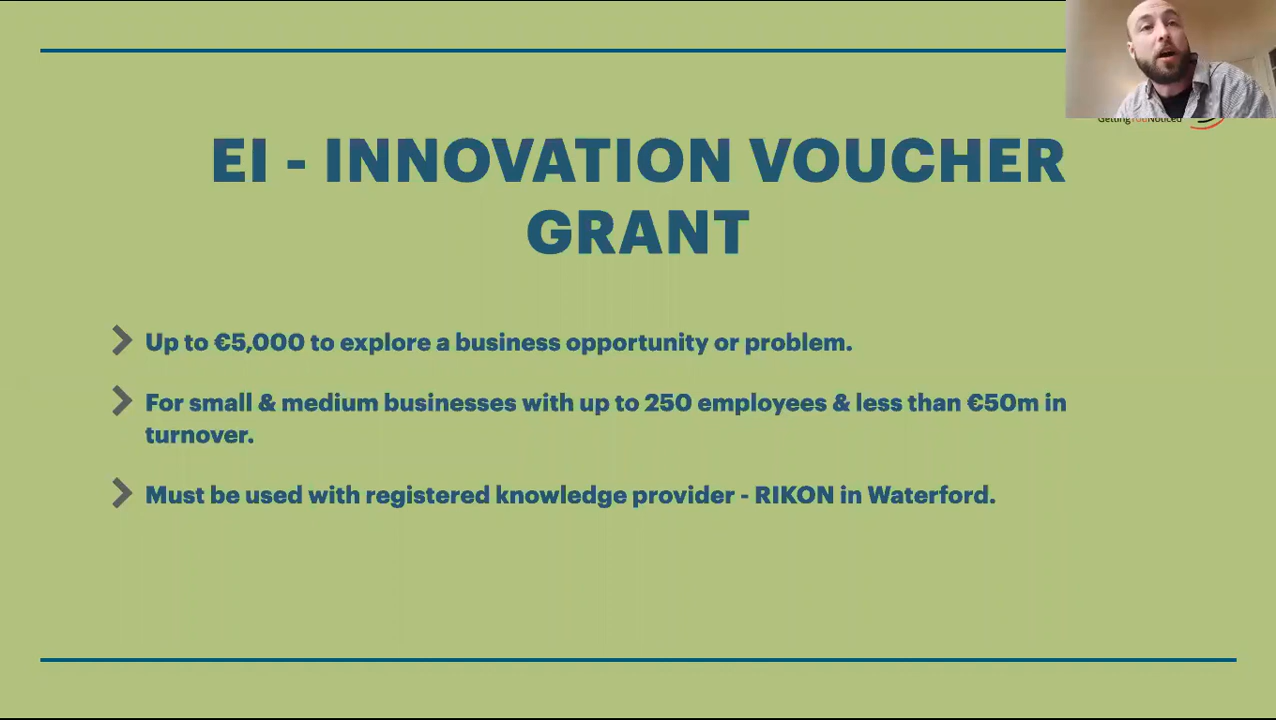 GettingYouNoticed
EI - INNOVATION VOUCHER
GRANT
Up to €5,000 to explore a business opportunity or problem.
For small & medium businesses with up to 250 employees & less than €50m in
turnover.
Must be used with registered knowledge provider - RIKON in Waterford.